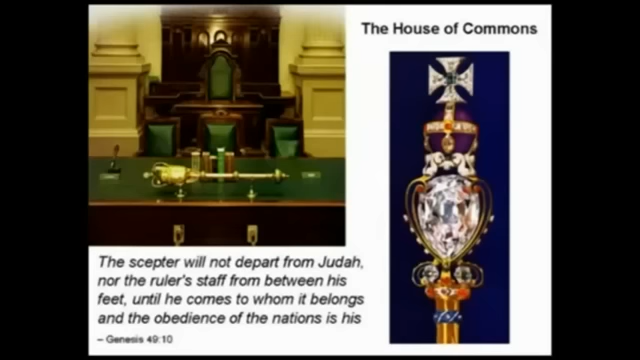 The House of Commons
The scepter will not depart from Judah,
nor the ruler's staff from between his
feet, until he comes to whom it belongs
and the obedience of the nations is his
– Genesis 49:10